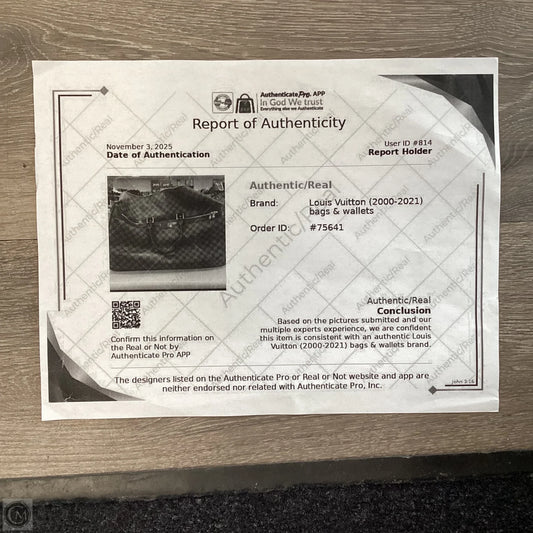 AuthenticatePro. APP
In God We trust
Everything else we Authenticate
Report of Authenticity
November 3, 2025
Date of Authentication
User ID #814
Report Holder
Authentic/Real
Brand: Louis Vuitton (2000-2021)
bags & wallets
Order ID: #75641
Confirm this information on
the Real or Not by
Authenticate Pro APP
Authentic/Real
Conclusion
Based on the pictures submitted and our
multiple experts experience, we are confident
this item is consistent with an authentic Louis
Vuitton (2000-2021) bags & wallets brand.
The designers listed on the Authenticate Pro or Real or Not website and app are
neither endorsed nor related with Authenticate Pro, Inc.
John 3:16
Authentic/Real